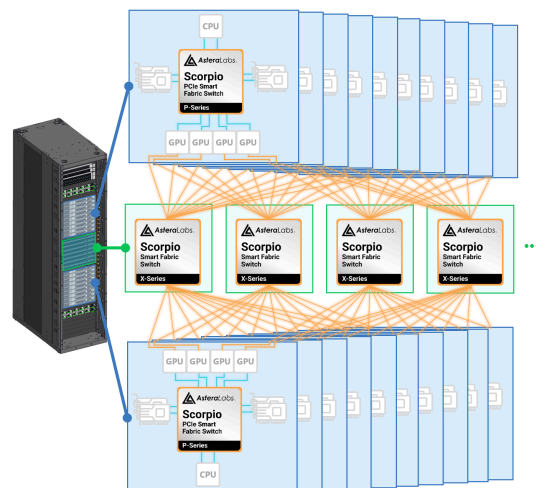 CPU
AsteraLabs.
Scorpio
PCIe Smart
Fabric Switch
P-Series
GPU GPU GPU GPU
AsteraLabs. AsteraLabs. AsteraLabs. AsteraLabs.
Scorpio Scorpio Scorpio Scorpio
Smart Fabric Smart Fabric Smart Fabric Smart Fabric
Switch Switch Switch Switch
X-Series X-Series X-Series X-Series
GPU GPU GPU GPU
AsteraLabs.
Scorpio
PCIe Smart
Fabric Switch
P-Series
CPU